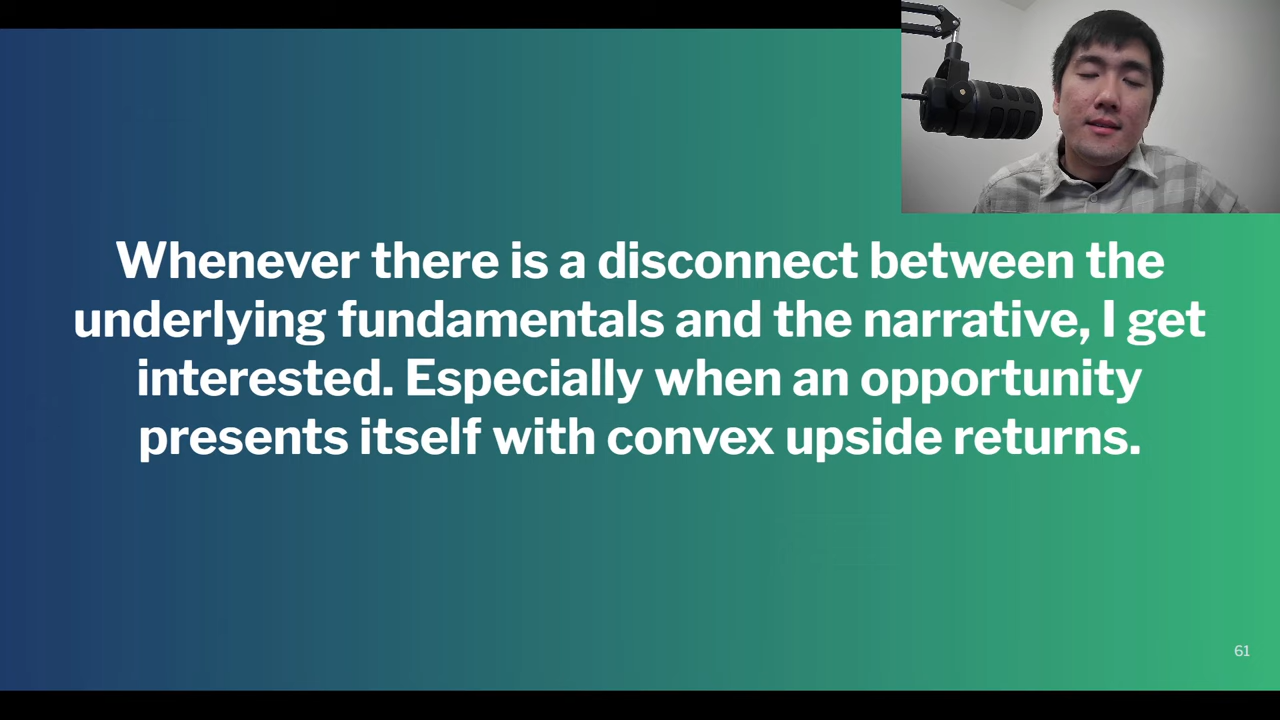 Whenever there is a disconnect between the
underlying fundamentals and the narrative, I get
interested. Especially when an opportunity
presents itself with convex upside returns.
61